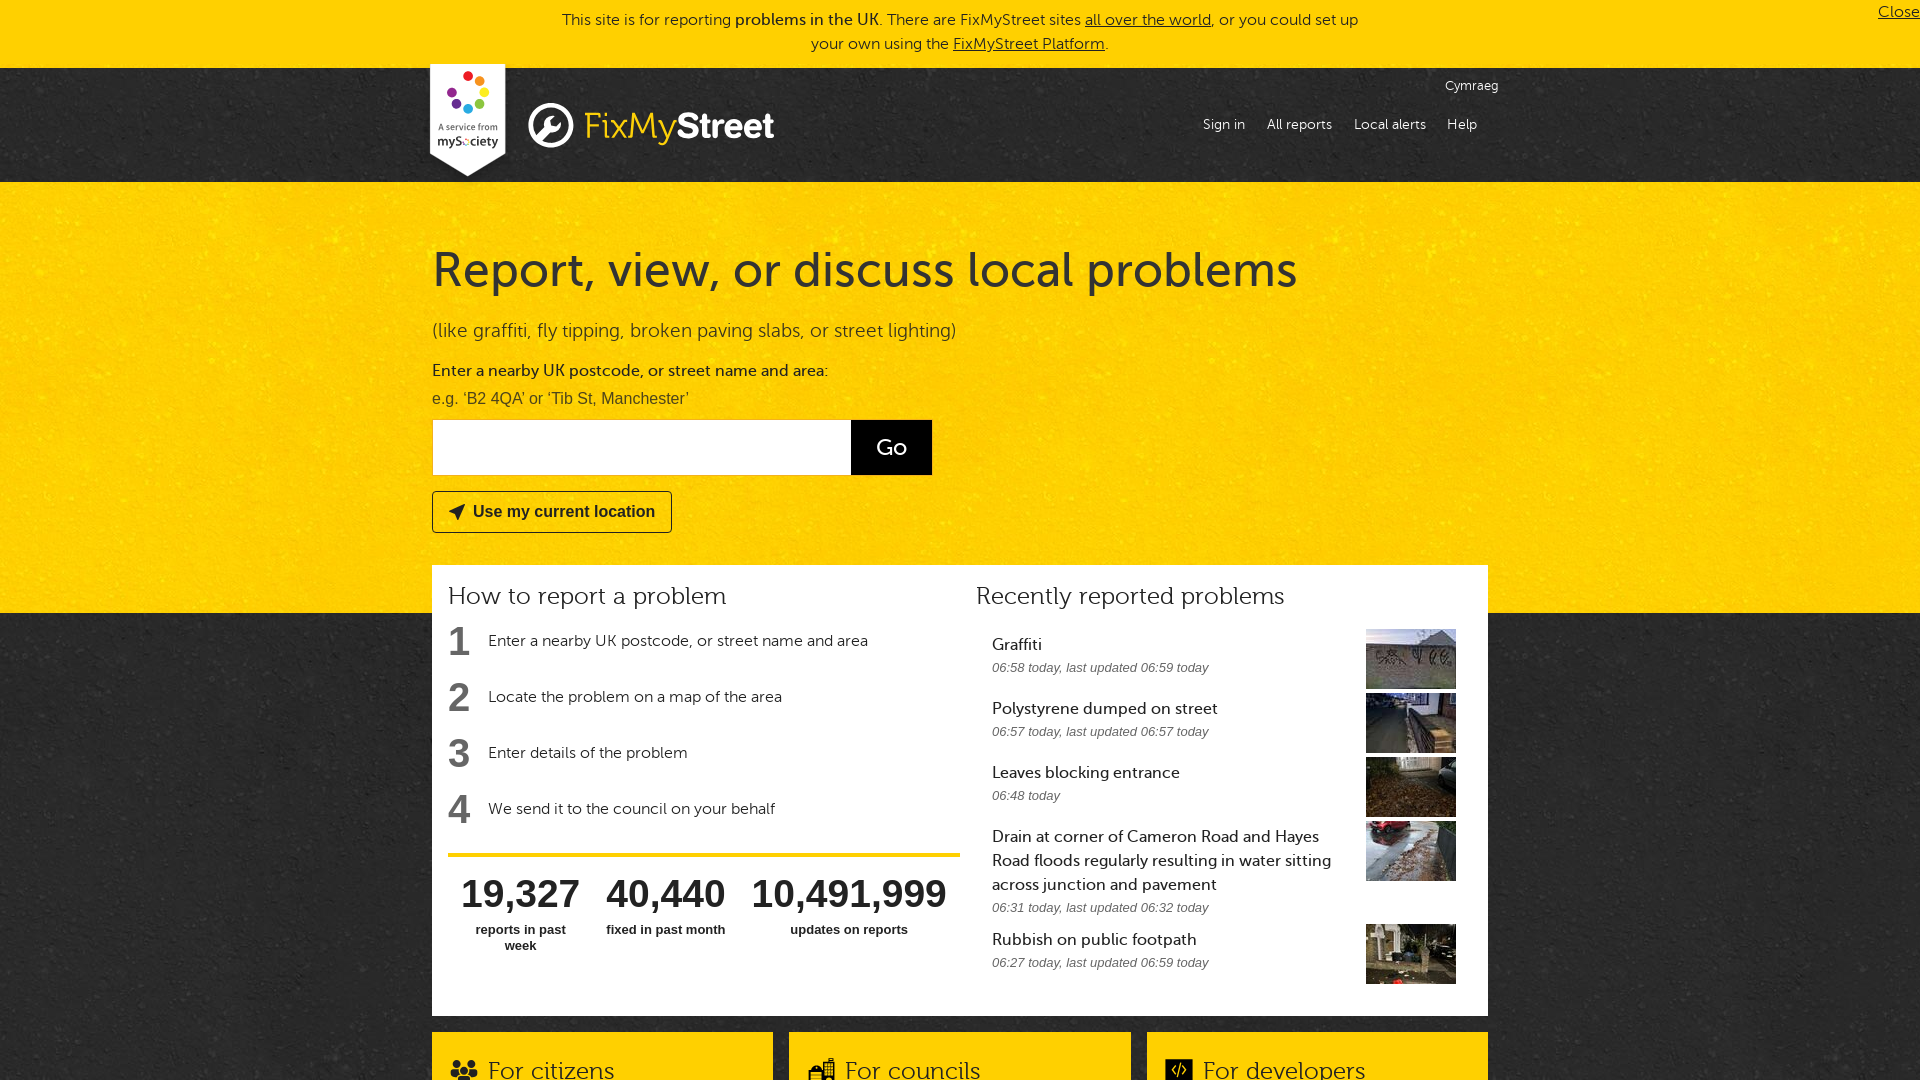 This site is for reporting problems in the UK. There are FixMyStreet sites all over the world, or you could set up
your own using the FixMyStreet Platform.
Close
A service from
mySociety
FixMyStreet
Cymraeg
Sign in
All reports
Local alerts
Help
Report, view, or discuss local problems
(like graffiti, fly tipping, broken paving slabs, or street lighting)
Enter a nearby UK postcode, or street name and area:
e.g. ‘B2 4QA’ or ‘Tib St, Manchester’
Go
Use my current location
How to report a problem
1 Enter a nearby UK postcode, or street name and area
2 Locate the problem on a map of the area
3 Enter details of the problem
4 We send it to the council on your behalf
19,327
reports in past
week
40,440
fixed in past month
10,491,999
updates on reports
Recently reported problems
Graffiti
06:58 today, last updated 06:59 today
Polystyrene dumped on street
06:57 today, last updated 06:57 today
Leaves blocking entrance
06:48 today
Drain at corner of Cameron Road and Hayes
Road floods regularly resulting in water sitting
across junction and pavement
06:31 today, last updated 06:32 today
Rubbish on public footpath
06:27 today, last updated 06:59 today
For citizens
For councils
For developers